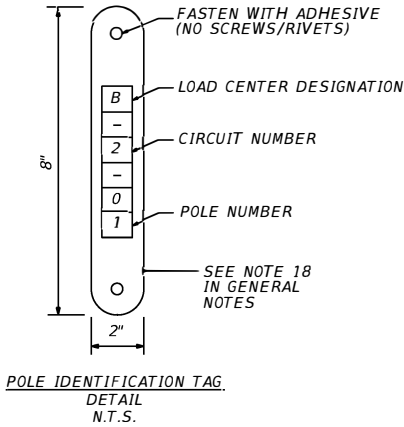 FASTEN WITH ADHESIVE
(NO SCREWS/RIVETS)
B
LOAD CENTER DESIGNATION
-
2
CIRCUIT NUMBER
-
0
1
POLE NUMBER
8"
SEE NOTE 18
IN GENERAL
NOTES
2"
POLE IDENTIFICATION TAG
DETAIL
N.T.S.